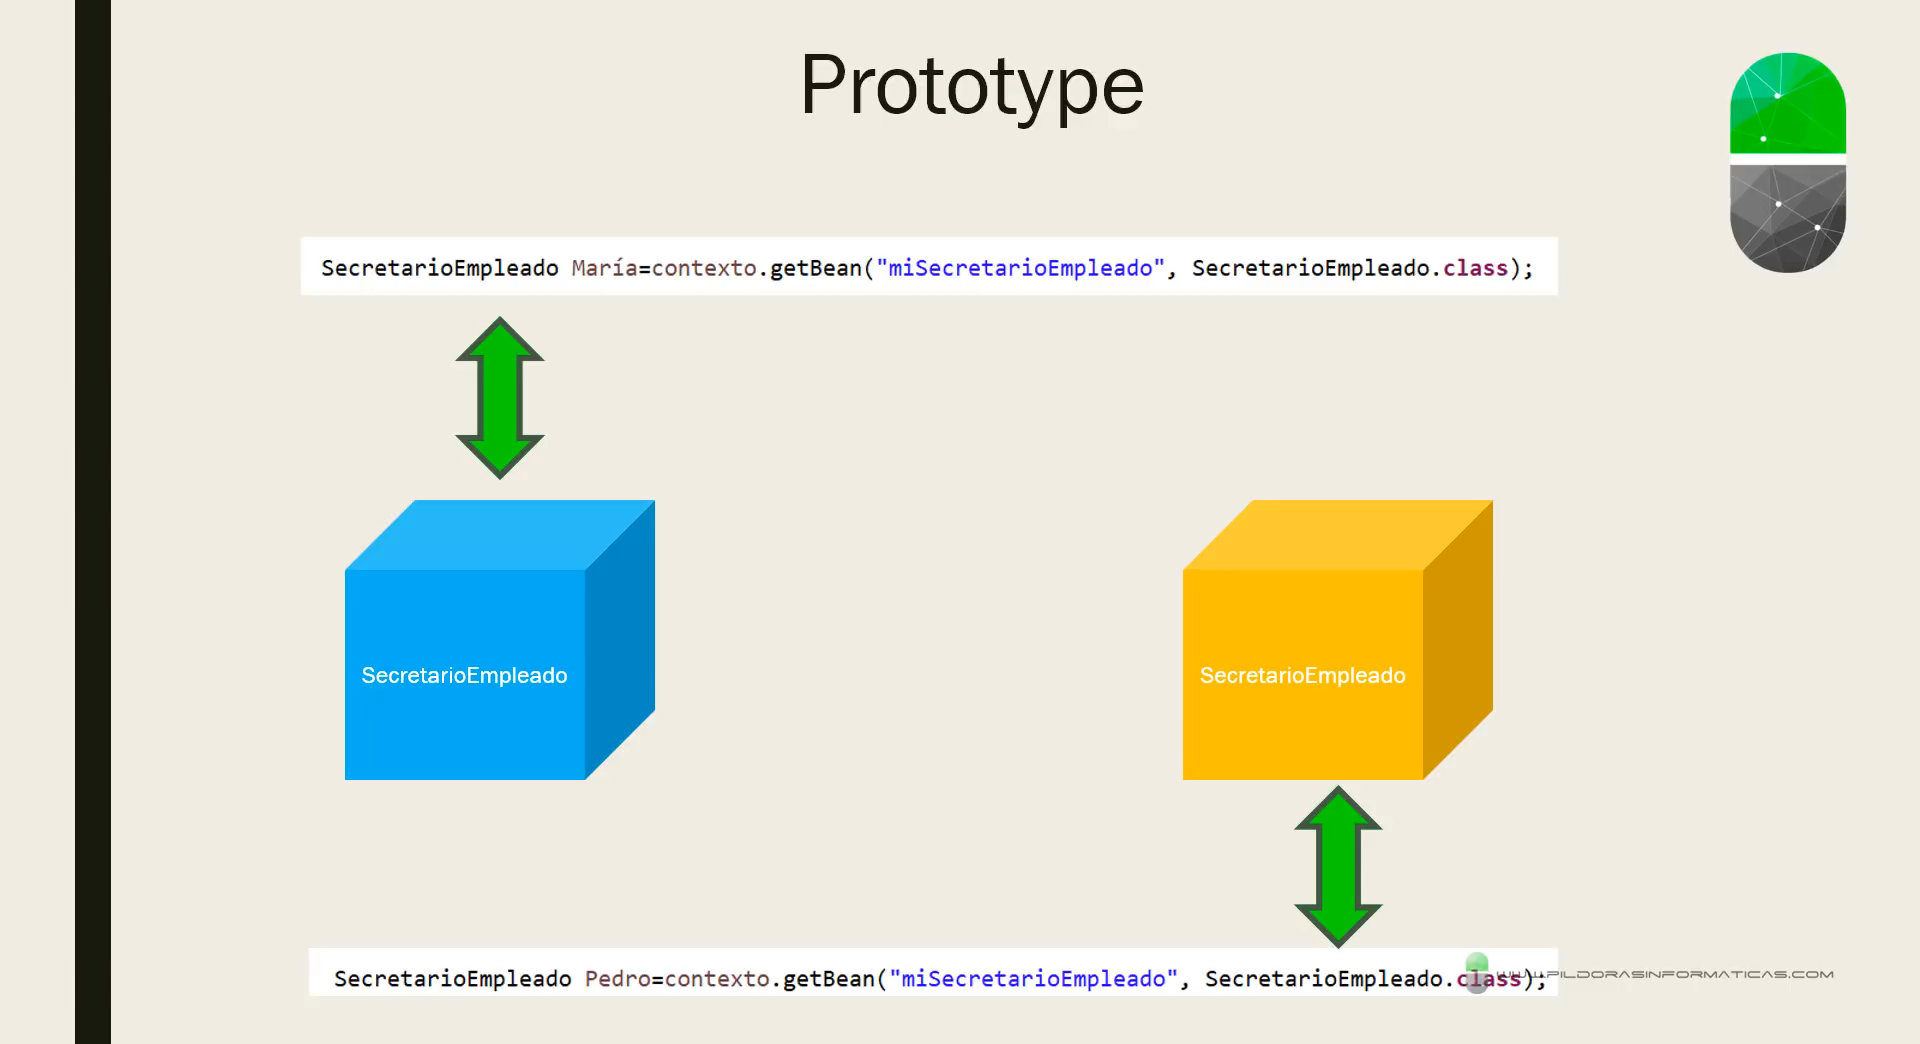 Prototype
SecretarioEmpleado María=contexto.getBean("miSecretarioEmpleado", SecretarioEmpleado.class);
SecretarioEmpleado
SecretarioEmpleado
SecretarioEmpleado Pedro=contexto.getBean("miSecretarioEmpleado", SecretarioEmpleado.class);
WWW.PILDORASINFORMATICAS.COM